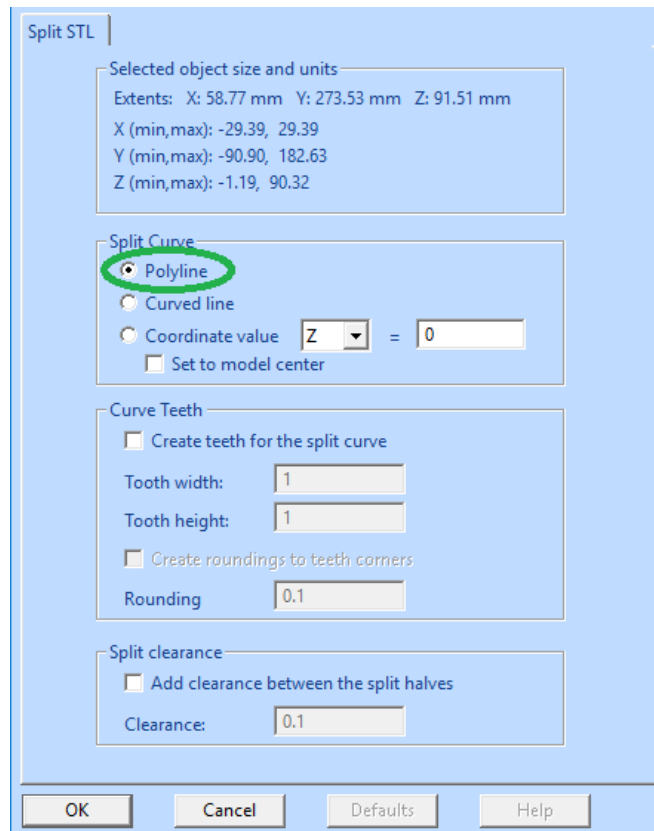 Split STL
Selected object size and units
Extents: X: 58.77 mm Y: 273.53 mm Z: 91.51 mm
X (min,max): -29.39, 29.39
Y (min,max): -90.90, 182.63
Z (min,max): -1.19, 90.32
Split Curve
Polyline
Curved line
Coordinate value Z = 0
Set to model center
Curve Teeth
Create teeth for the split curve
Tooth width: 1
Tooth height: 1
Create roundings to teeth corners
Rounding 0.1
Split clearance
Add clearance between the split halves
Clearance: 0.1
OK Cancel Defaults Help